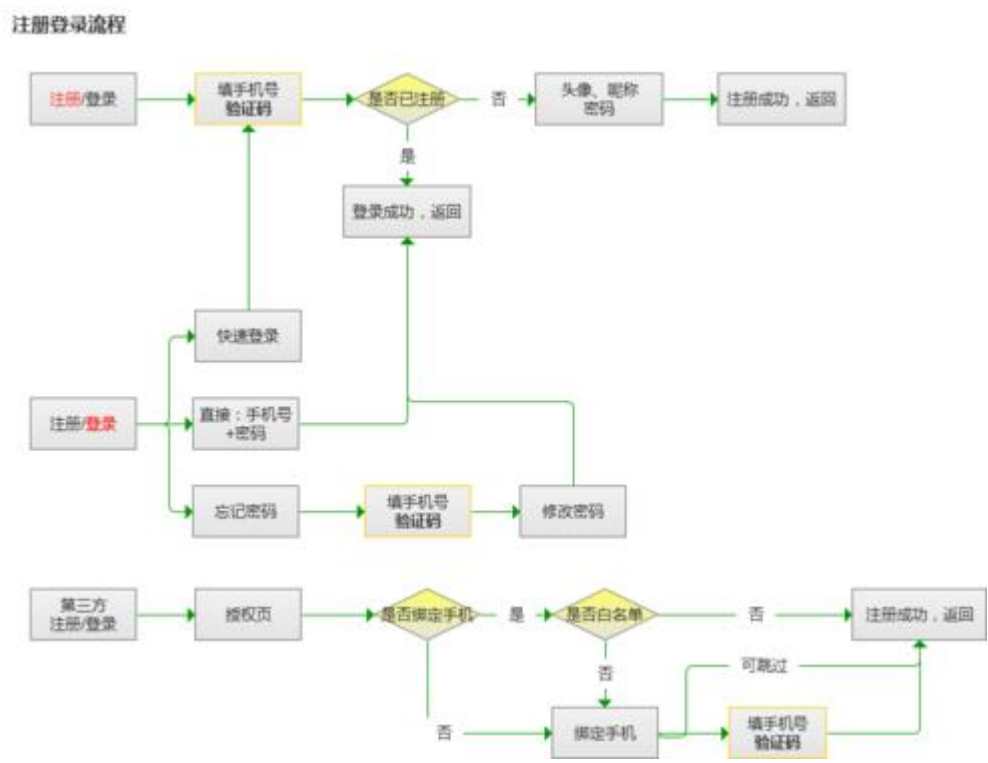 注册登录流程
注册/登录
填手机号
验证码
是否已注册
否
头像、昵称
密码
注册成功，返回
是
登录成功，返回
快速登录
注册/登录
直接：手机号
+密码
忘记密码
填手机号
验证码
修改密码
第三方
注册/登录
授权页
是否绑定手机
是
是否白名单
否
注册成功，返回
否
可跳过
否
绑定手机
填手机号
验证码